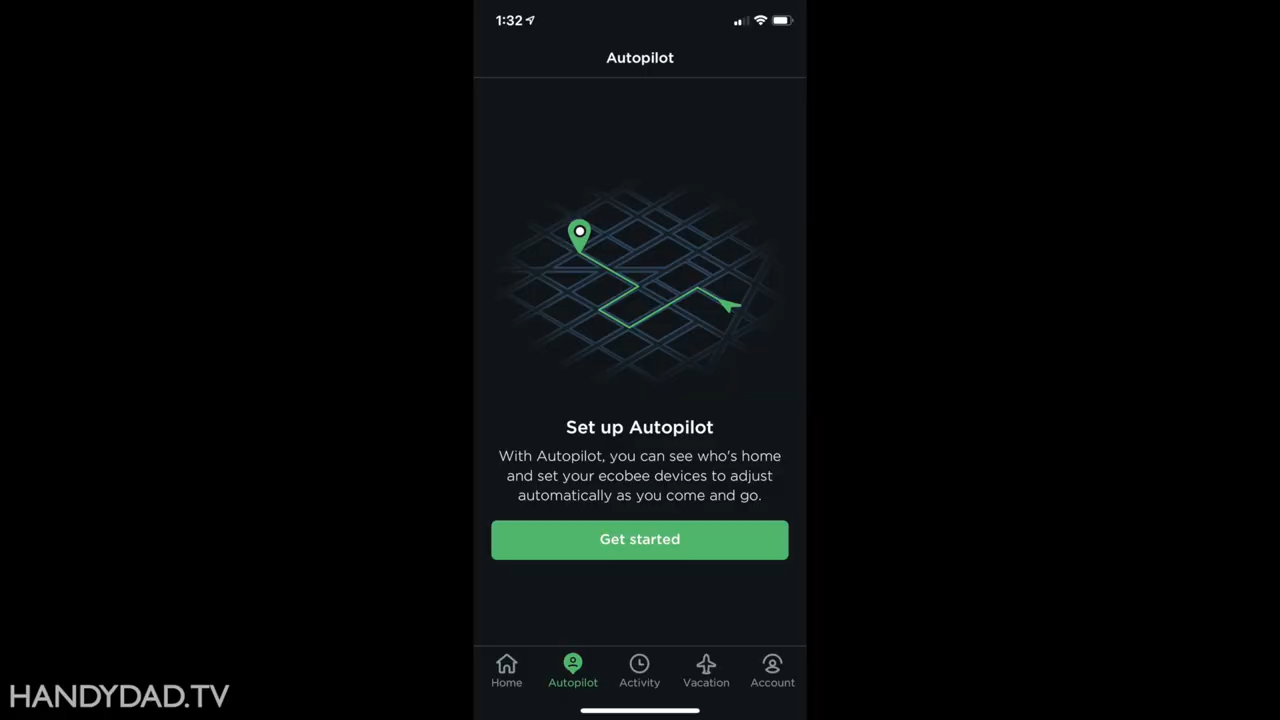 1:32
Autopilot
Set up Autopilot
With Autopilot, you can see who's home
and set your ecobee devices to adjust
automatically as you come and go.
Get started
Home Autopilot Activity Vacation Account
HANDYDAD.TV